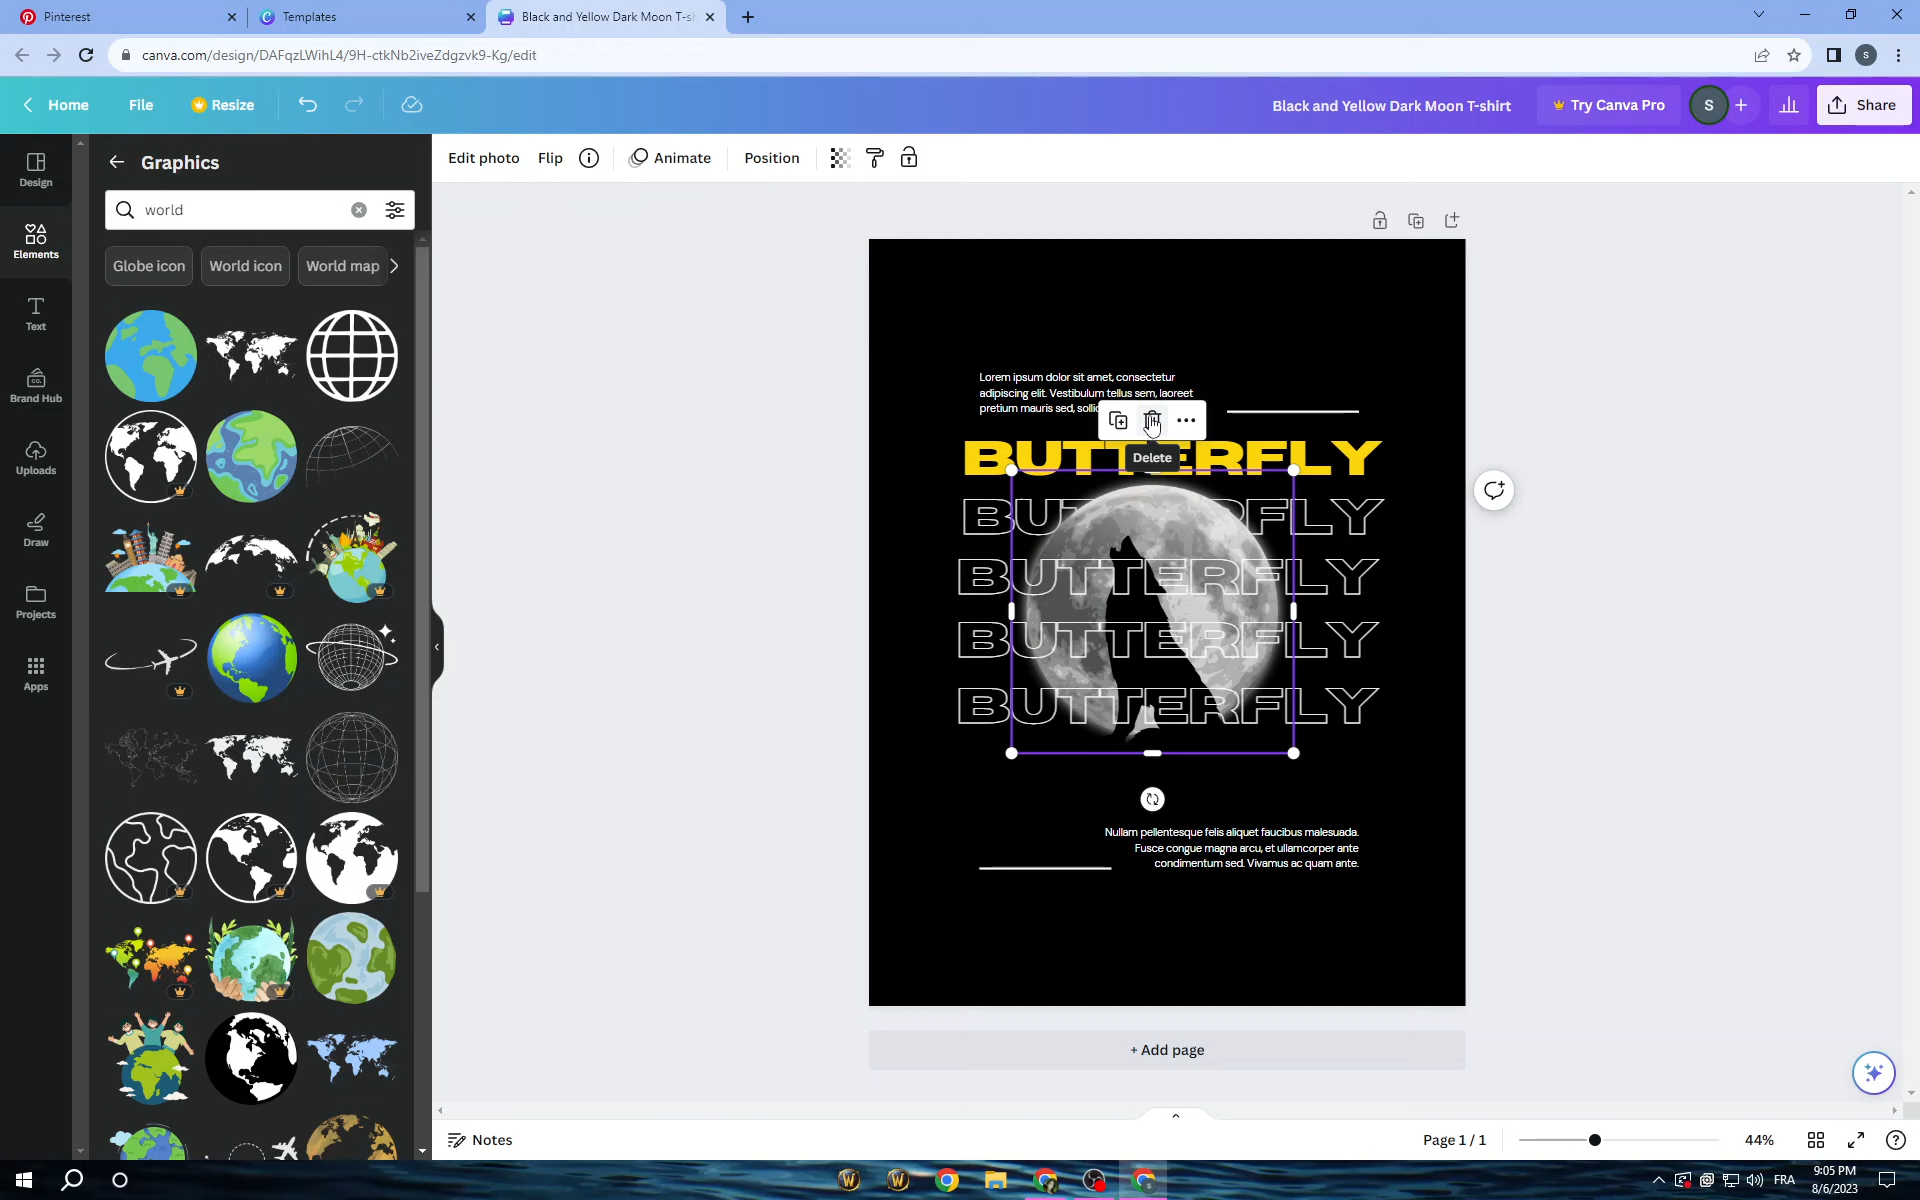 Pinterest
Templates
Black and Yellow Dark Moon T-sh
canva.com/design/DAFqzLWihL4/9H-ctkNb2iveZdgzvk9-Kg/edit
S
Home
File
Resize
Black and Yellow Dark Moon T-shirt
Try Canva Pro
S
Share
Design
Elements
Text
Brand Hub
Uploads
Draw
Projects
Apps
Graphics
world
Globe icon
World icon
World map
Edit photo
Flip
Animate
Position
Lorem ipsum dolor sit amet, consectetur
adipiscing elit. Vestibulum tellus sem, laoreet
pretium mauris sed,
BUTTERFLY
Delete
BUTTERFLY
BUTTERFLY
BUTTERFLY
BUTTERFLY
Nullam pellentesque felis aliquet faucibus malesuada.
Fusce congue magna arcu, et ullamcorper ante
condimentum sed. Vivamus ac quam ante.
+ Add page
Notes
Page 1 / 1
44%
FRA
9:05 PM
8/6/2023